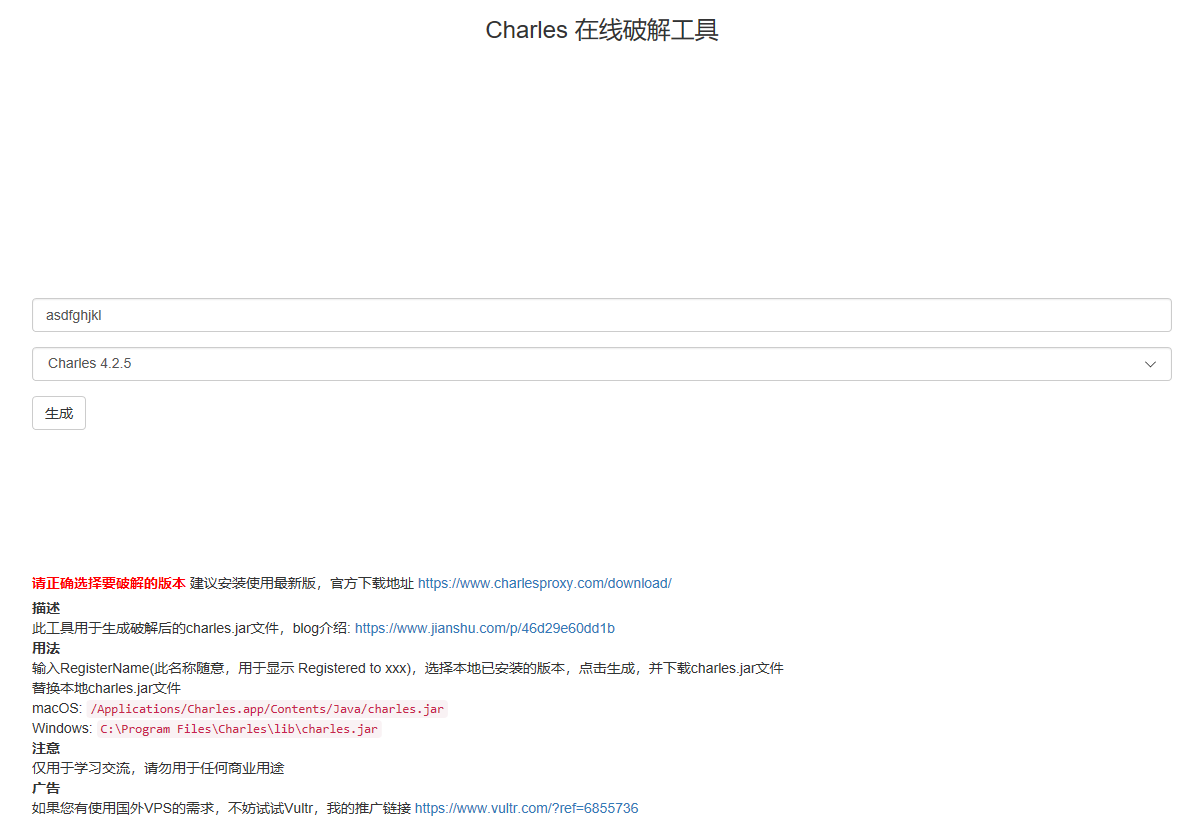 Charles 在线破解工具
asdfghjkl
Charles 4.2.5
生成
请正确选择要破解的版本 建议安装使用最新版，官方下载地址 https://www.charlesproxy.com/download/
描述
此工具用于生成破解后的charles.jar文件，blog介绍: https://www.jianshu.com/p/46d29e60dd1b
用法
输入RegisterName(此名称随意，用于显示 Registered to xxx)，选择本地已安装的版本，点击生成，并下载charles.jar文件
替换本地charles.jar文件
macOS: /Applications/Charles.app/Contents/Java/charles.jar
Windows: C:\Program Files\Charles\lib\charles.jar
注意
仅用于学习交流，请勿用于任何商业用途
广告
如果您有使用国外VPS的需求，不妨试试Vultr，我的推广链接 https://www.vultr.com/?ref=6855736